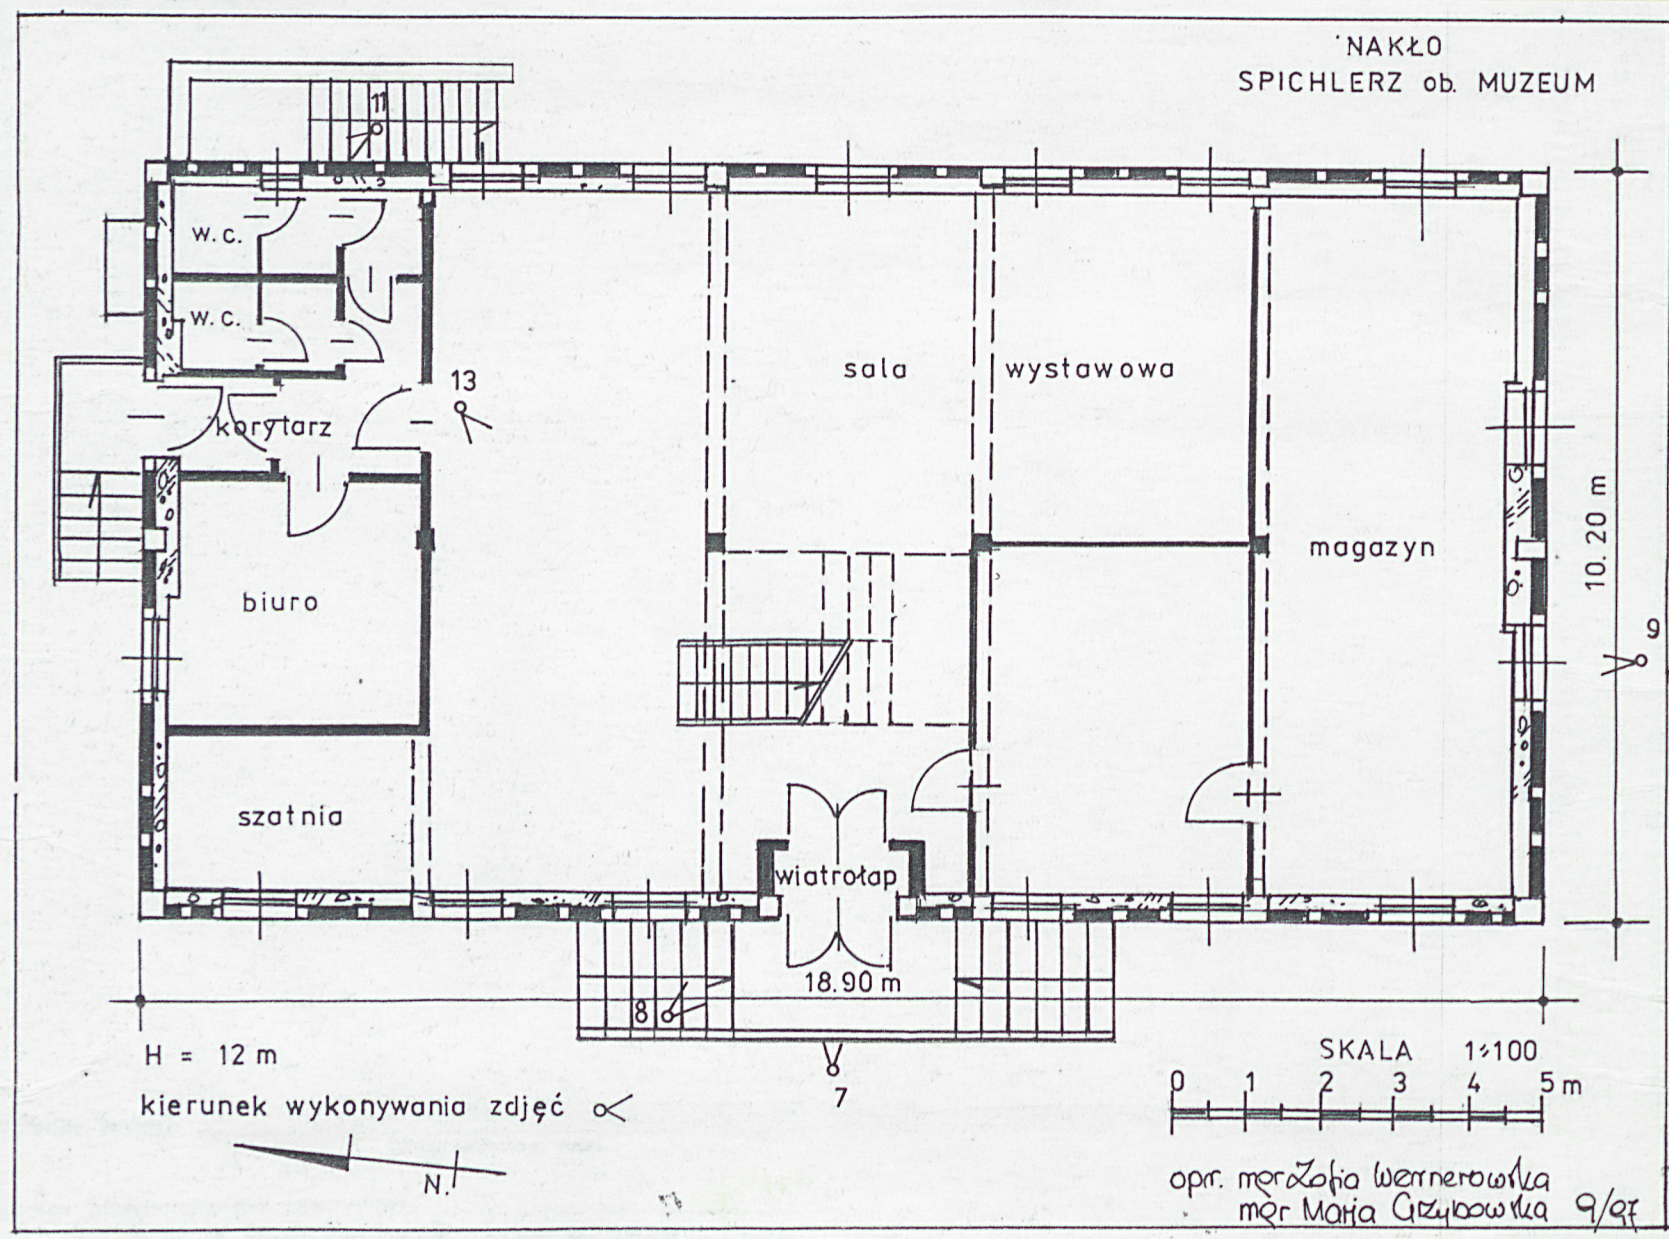 NAKŁO
SPICHLERZ ob. MUZEUM
11
w.c.
w.c.
13
korytarz
sala wystawowa
biuro
magazyn
10.20 m
9
szatnia
wiatrołap
18.90 m
8
7
H = 12 m
SKALA 1:100
0 1 2 3 4 5 m
kierunek wykonywania zdjęć
N.
opr. mgr Zofia Wernerowska
mgr Maria Grzybowska 9/97